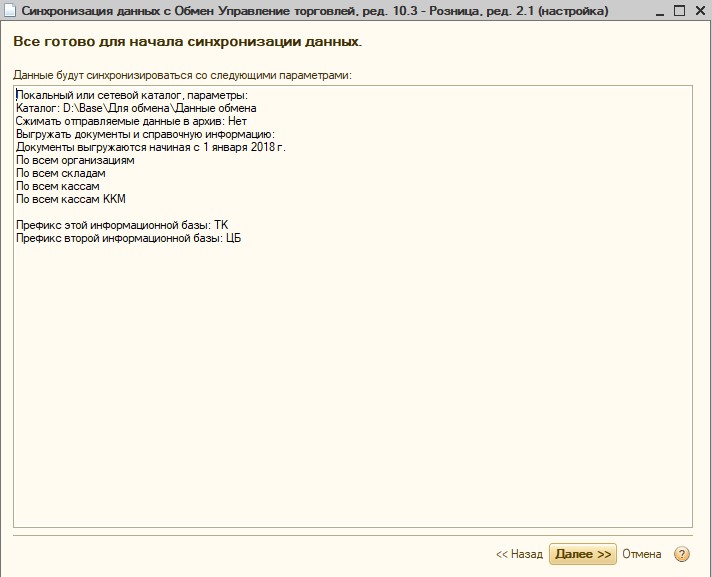 Синхронизация данных с Обмен Управление торговлей, ред. 10.3 - Розница, ред. 2.1 (настройка)
Все готово для начала синхронизации данных.
Данные будут синхронизироваться со следующими параметрами:
Локальный или сетевой каталог, параметры:
Каталог: D:\Base\Для обмена\Данные обмена
Сжимать отправляемые данные в архив: Нет
Выгружать документы и справочную информацию:
Документы выгружаются начиная с 1 января 2018 г.
По всем организациям
По всем складам
По всем кассам
По всем кассам ККМ
Префикс этой информационной базы: ТК
Префикс второй информационной базы: ЦБ
<< Назад Далее >> Отмена ?